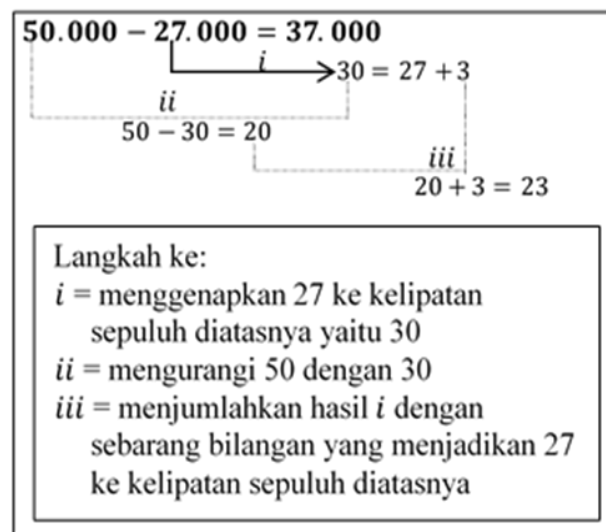 50.000 − 27.000 = 37.000
i
30 = 27 + 3
ii
50 − 30 = 20
iii
20 + 3 = 23
Langkah ke:
i = menggenapkan 27 ke kelipatan
sepuluh diatasnya yaitu 30
ii = mengurangi 50 dengan 30
iii = menjumlahkan hasil i dengan
sebarang bilangan yang menjadikan 27
ke kelipatan sepuluh diatasnya